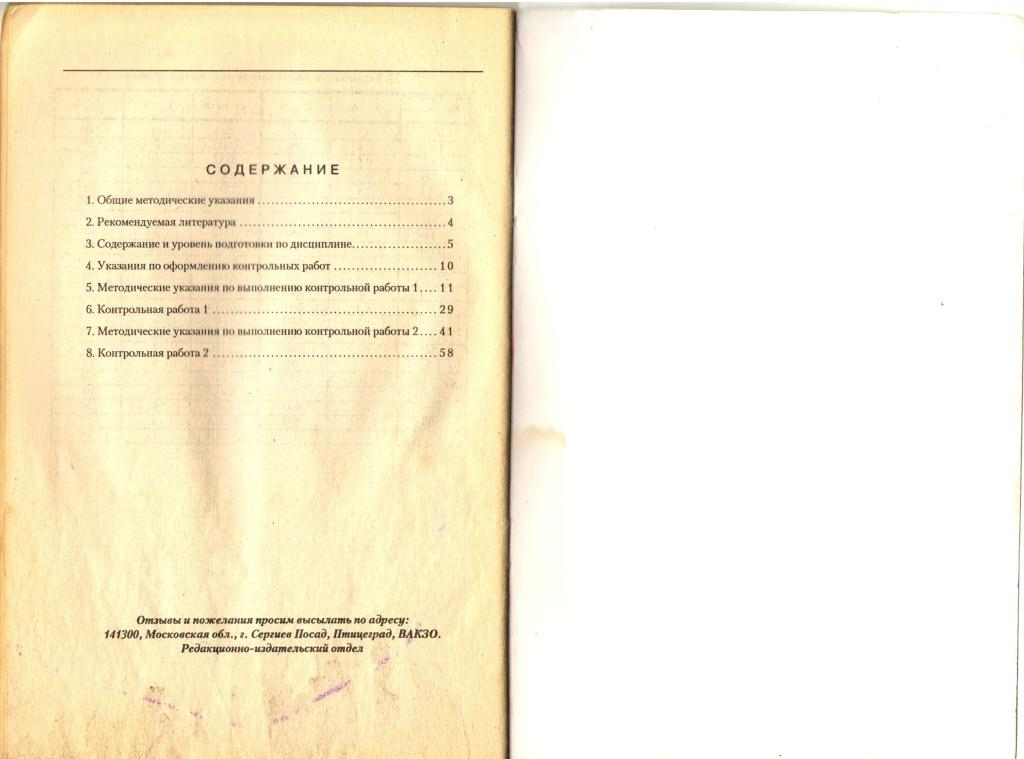 СОДЕРЖАНИЕ
1. Общие методические указания ........................................ 3
2. Рекомендуемая литература ........................................... 4
3. Содержание и уровень подготовки по дисциплине.................... 5
4. Указания по оформлению контрольных работ ....................... 10
5. Методические указания по выполнению контрольной работы 1 .... 11
6. Контрольная работа 1 ................................................ 29
7. Методические указания по выполнению контрольной работы 2 .... 41
8. Контрольная работа 2 ................................................ 58
Отзывы и пожелания просим высылать по адресу:
141300, Московская обл., г. Сергиев Посад, Птицеград, ВАКЗО.
Редакционно-издательский отдел